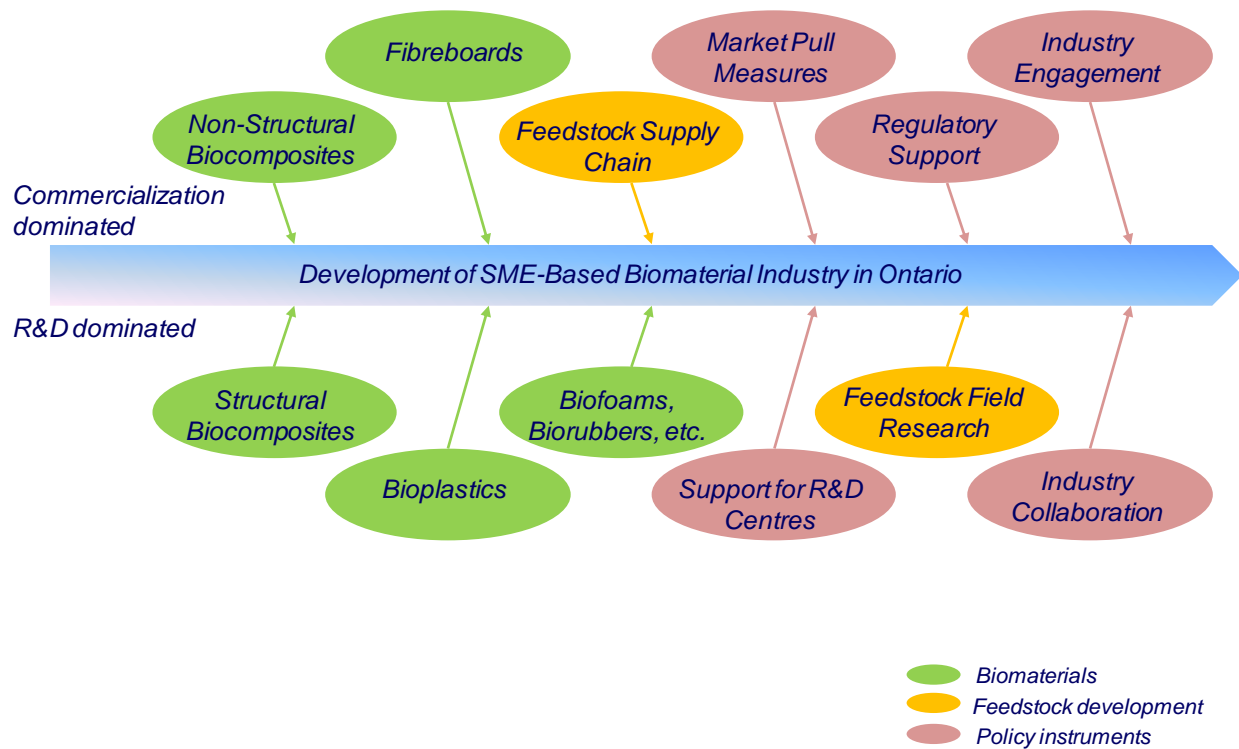 Fibreboards
Market Pull
Measures
Industry
Engagement
Non-Structural
Biocomposites
Feedstock Supply
Chain
Regulatory
Support
Commercialization
dominated
Development of SME-Based Biomaterial Industry in Ontario
R&D dominated
Structural
Biocomposites
Biofoams,
Biorubbers, etc.
Feedstock Field
Research
Bioplastics
Support for R&D
Centres
Industry
Collaboration
Biomaterials
Feedstock development
Policy instruments